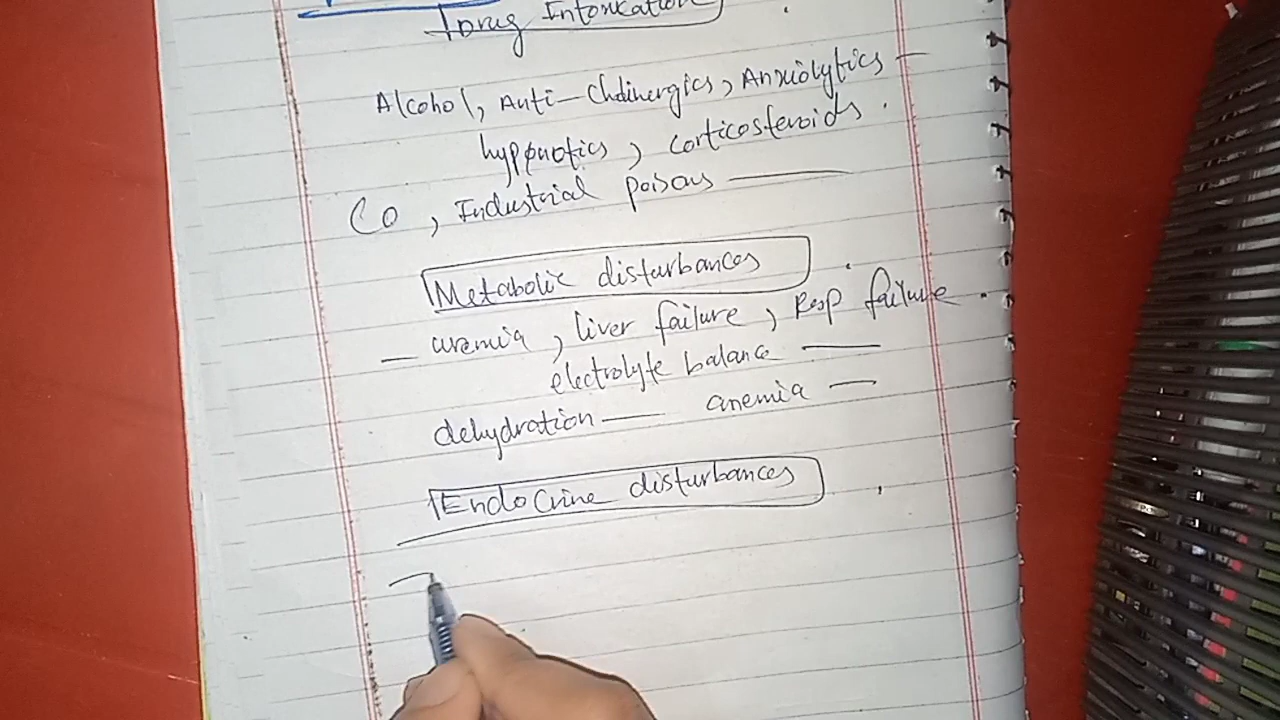 Drug Intoxication
Alcohol, Anti-Cholinergics, Anxiolytics —
hyppnotics, corticosteroids.
CO, Industrial poisons —
Metabolic disturbances
— uremia, liver failure, Resp failure.
electrolyte balance —
dehydration — anemia —
Endocrine disturbances